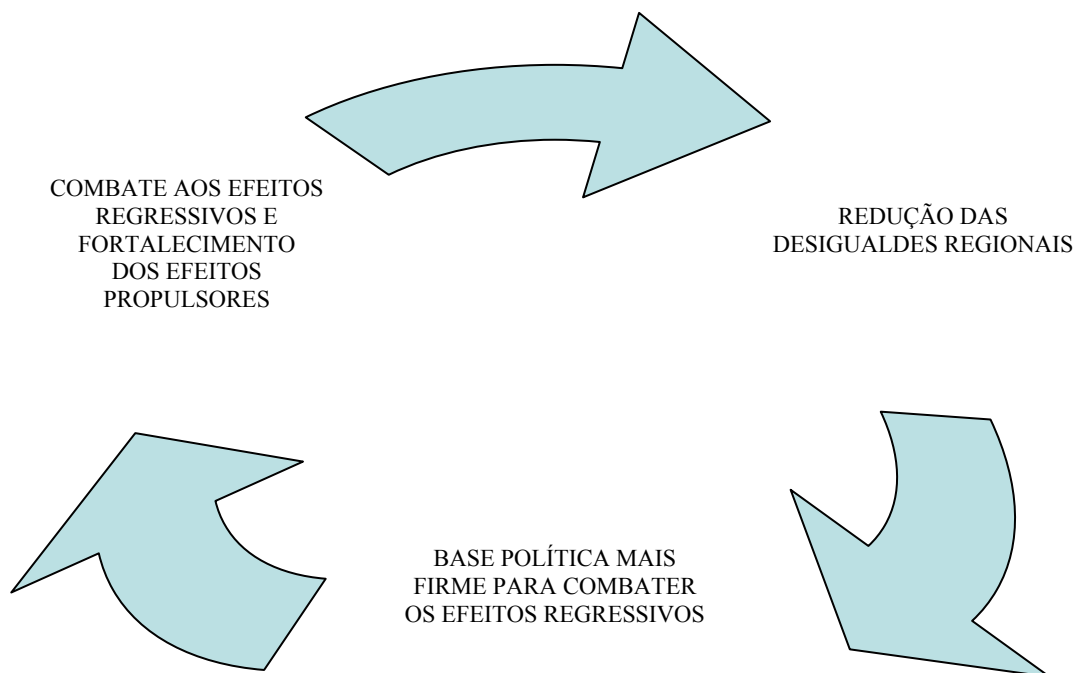 COMBATE AOS EFEITOS
REGRESSIVOS E
FORTALECIMENTO
DOS EFEITOS
PROPULSORES
REDUÇÃO DAS
DESIGUALDES REGIONAIS
BASE POLÍTICA MAIS
FIRME PARA COMBATER
OS EFEITOS REGRESSIVOS